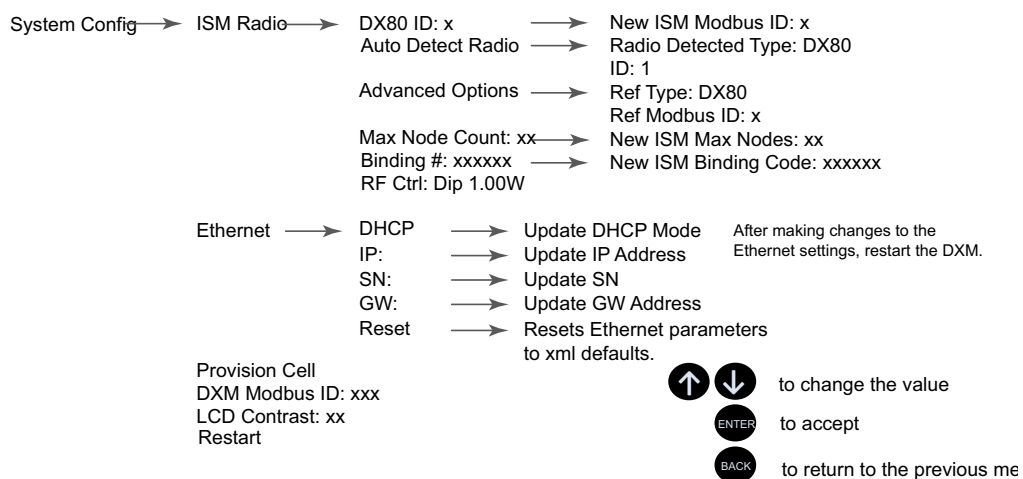 System Config ISM Radio DX80 ID: x New ISM Modbus ID: x
Auto Detect Radio Radio Detected Type: DX80
ID: 1
Advanced Options Ref Type: DX80
Ref Modbus ID: x
Max Node Count: xx New ISM Max Nodes: xx
Binding #: xxxxxx New ISM Binding Code: xxxxxx
RF Ctrl: Dip 1.00W
Ethernet DHCP Update DHCP Mode After making changes to the
IP: Update IP Address Ethernet settings, restart the DXM.
SN: Update SN
GW: Update GW Address
Reset Resets Ethernet parameters
to xml defaults.
Provision Cell
DXM Modbus ID: xxx to change the value
LCD Contrast: xx
Restart
ENTER to accept
BACK to return to the previous me